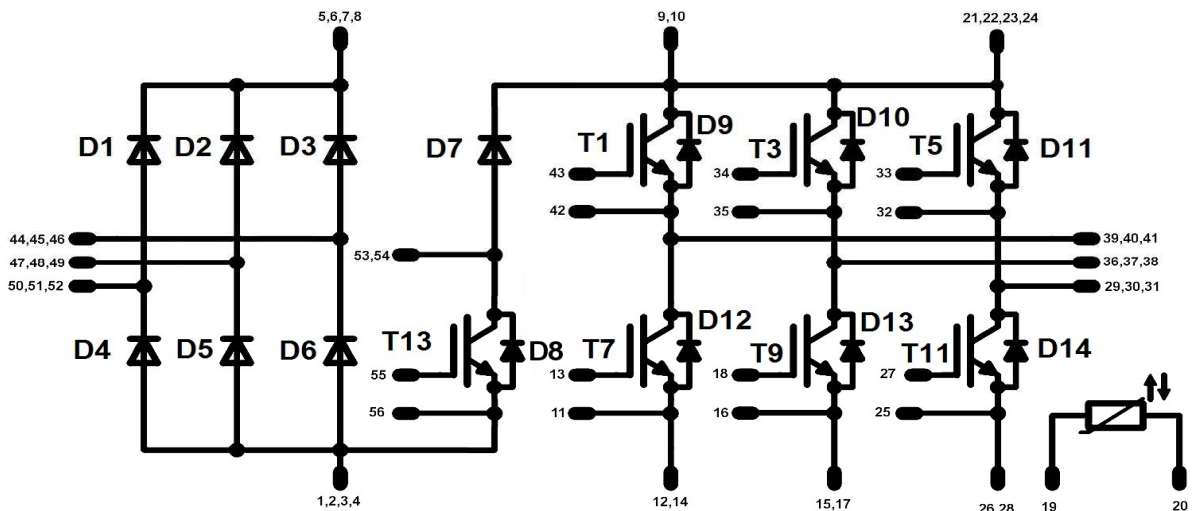 5,6,7,8
9,10
21,22,23,24
D1
D2
D3
D7
T1
D9
T3
D10
T5
D11
43
34
33
42
35
32
44,45,46
47,48,49
50,51,52
53,54
39,40,41
36,37,38
29,30,31
D4
D5
D6
T13
D8
T7
D12
T9
D13
T11
D14
55
13
18
27
56
11
16
25
1,2,3,4
12,14
15,17
26,28
19
20